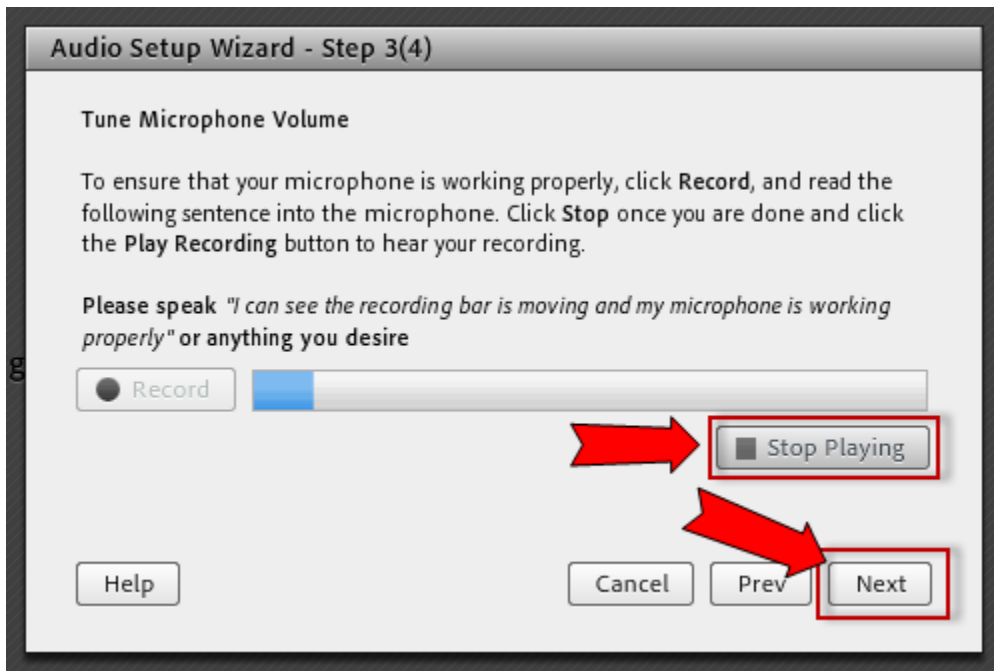 Audio Setup Wizard - Step 3(4)
Tune Microphone Volume
To ensure that your microphone is working properly, click Record, and read the
following sentence into the microphone. Click Stop once you are done and click
the Play Recording button to hear your recording.
Please speak "I can see the recording bar is moving and my microphone is working
properly" or anything you desire
g
Record
Stop Playing
Help Cancel Prev Next